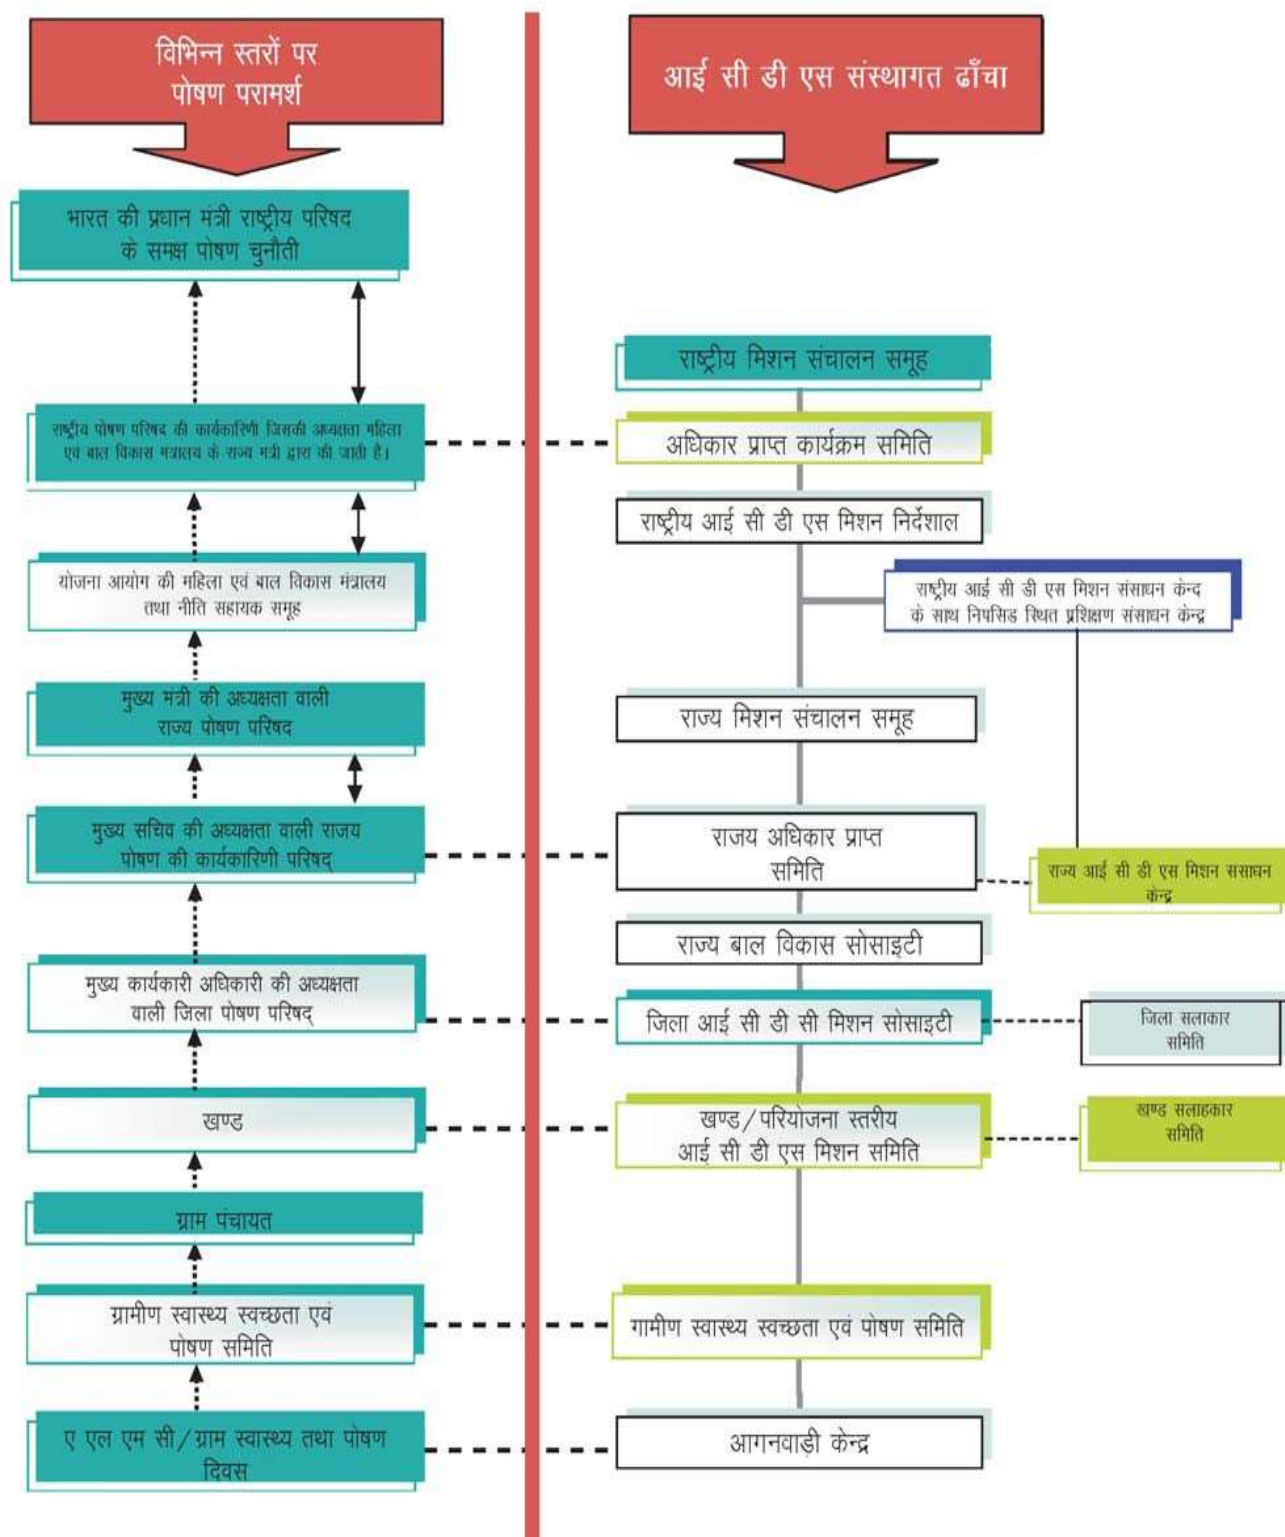 विभिन्न स्तरों पर
पोषण परामर्श
भारत की प्रधान मंत्री राष्ट्रीय परिषद
के समक्ष पोषण चुनौती
राष्ट्रीय पोषण परिषद की कार्यकारिणी जिसकी अध्यक्षता महिला
एवं बाल विकास मंत्रालय के राज्य मंत्री द्वारा की जाती है।
योजना आयोग की महिला एवं बाल विकास मंत्रालय
तथा नीति सहायक समूह
मुख्य मंत्री की अध्यक्षता वाली
राज्य पोषण परिषद
मुख्य सचिव की अध्यक्षता वाली राजय
पोषण की कार्यकारिणी परिषद्
मुख्य कार्यकारी अधिकारी की अध्यक्षता
वाली जिला पोषण परिषद्
खण्ड
ग्राम पंचायत
ग्रामीण स्वास्थ्य स्वच्छता एवं
पोषण समिति
ए एल एम सी/ग्राम स्वास्थ्य तथा पोषण
दिवस
आई सी डी एस संस्थागत ढाँचा
राष्ट्रीय मिशन संचालन समूह
अधिकार प्राप्त कार्यक्रम समिति
राष्ट्रीय आई सी डी एस मिशन निर्देशाल
राष्ट्रीय आई सी डी एस मिशन संसाधन केन्द
के साथ निपसिड स्थित प्रशिक्षण संसाधन केन्द्र
राज्य मिशन संचालन समूह
राजय अधिकार प्राप्त
समिति
राज्य आई सी डी एस मिशन संसाधन
केन्द्र
राज्य बाल विकास सोसाइटी
जिला आई सी डी सी मिशन सोसाइटी
जिला सलाकार
समिति
खण्ड/परियोजना स्तरीय
आई सी डी एस मिशन समिति
खण्ड सलाहकार
समिति
गामीण स्वास्थ्य स्वच्छता एवं पोषण समिति
आगनवाड़ी केन्द्र